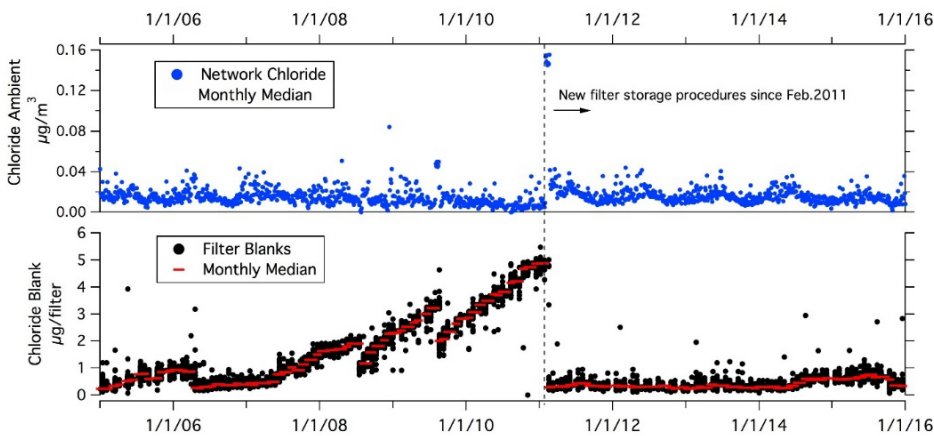 1/1/06 1/1/08 1/1/10 1/1/12 1/1/14 1/1/16
Chloride Ambient
µg/m3
0.16
0.12
0.08
0.04
0.00
Network Chloride
Monthly Median
New filter storage procedures since Feb.2011
Chloride Blank
µg/filter
6
5
4
3
2
1
0
Filter Blanks
Monthly Median
1/1/06 1/1/08 1/1/10 1/1/12 1/1/14 1/1/16